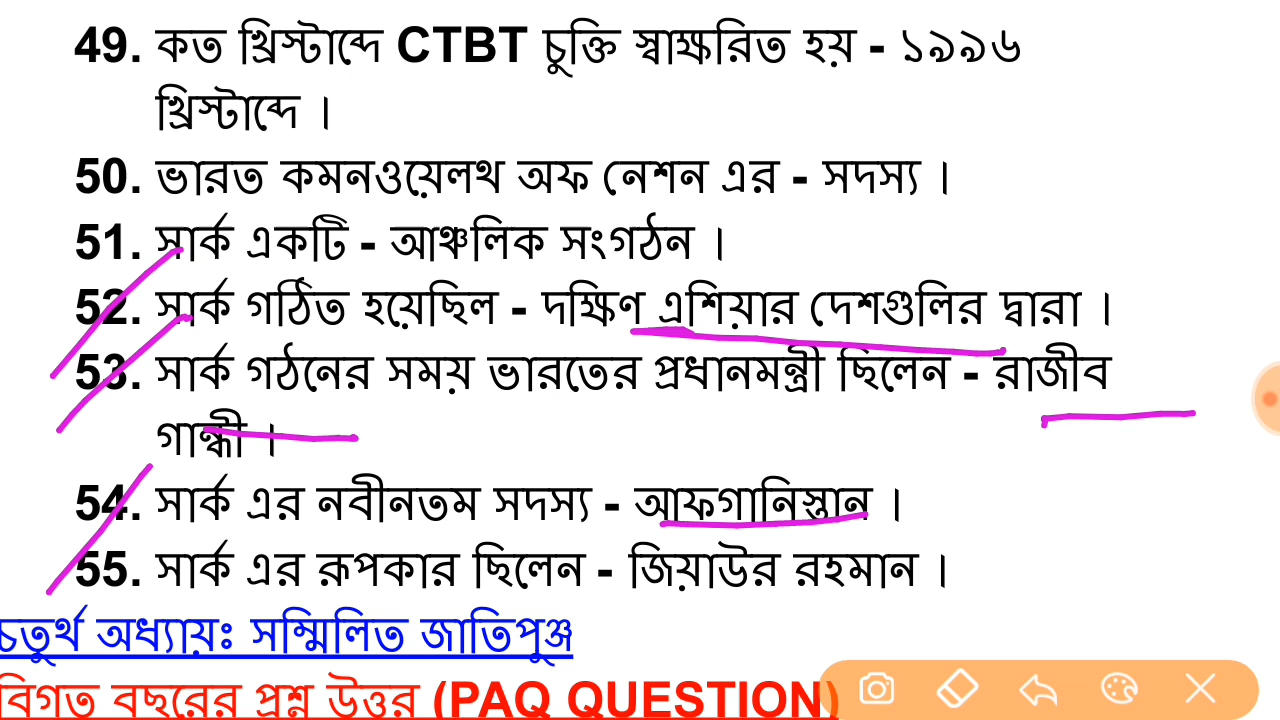 49. কত খ্রিস্টাব্দে CTBT চুক্তি স্বাক্ষরিত হয় - ১৯৯৬
খ্রিস্টাব্দে ।
50. ভারত কমনওয়েলথ অফ নেশন এর - সদস্য ।
51. সার্ক একটি - আঞ্চলিক সংগঠন ।
52. সার্ক গঠিত হয়েছিল - দক্ষিণ এশিয়ার দেশগুলির দ্বারা ।
53. সার্ক গঠনের সময় ভারতের প্রধানমন্ত্রী ছিলেন - রাজীব
গান্ধী ।
54. সার্ক এর নবীনতম সদস্য - আফগানিস্তান ।
55. সার্ক এর রূপকার ছিলেন - জিয়াউর রহমান ।
চতুর্থ অধ্যায়ঃ সম্মিলিত জাতিপুঞ্জ
বিগত বছরের প্রশ্ন উত্তর (PAQ QUESTION)